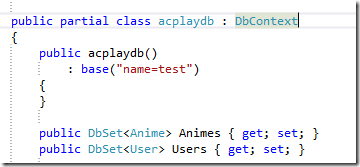 public partial class acplaydb : DbContext
{
public acplaydb()
: base("name=test")
{
}
public DbSet<Anime> Animes { get; set; }
public DbSet<User> Users { get; set; }